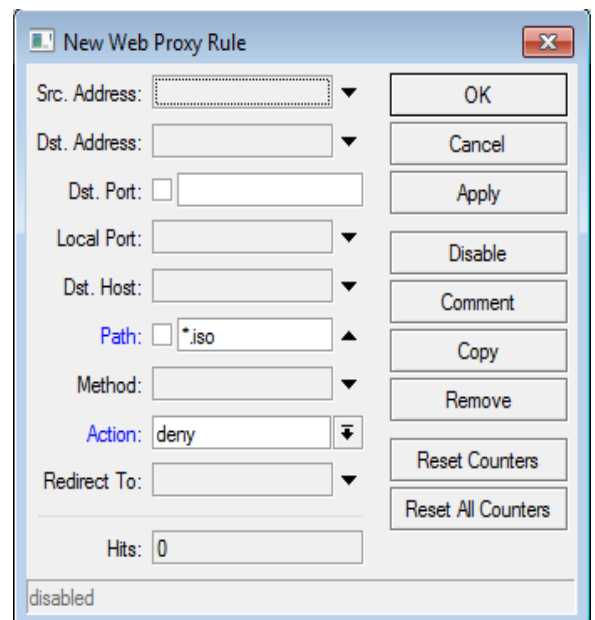 New Web Proxy Rule
Src. Address:
OK
Dst. Address:
Cancel
Dst. Port:
Apply
Local Port:
Disable
Dst. Host:
Comment
Path: *.iso
Copy
Method:
Remove
Action: deny
Reset Counters
Redirect To:
Reset All Counters
Hits: 0
disabled